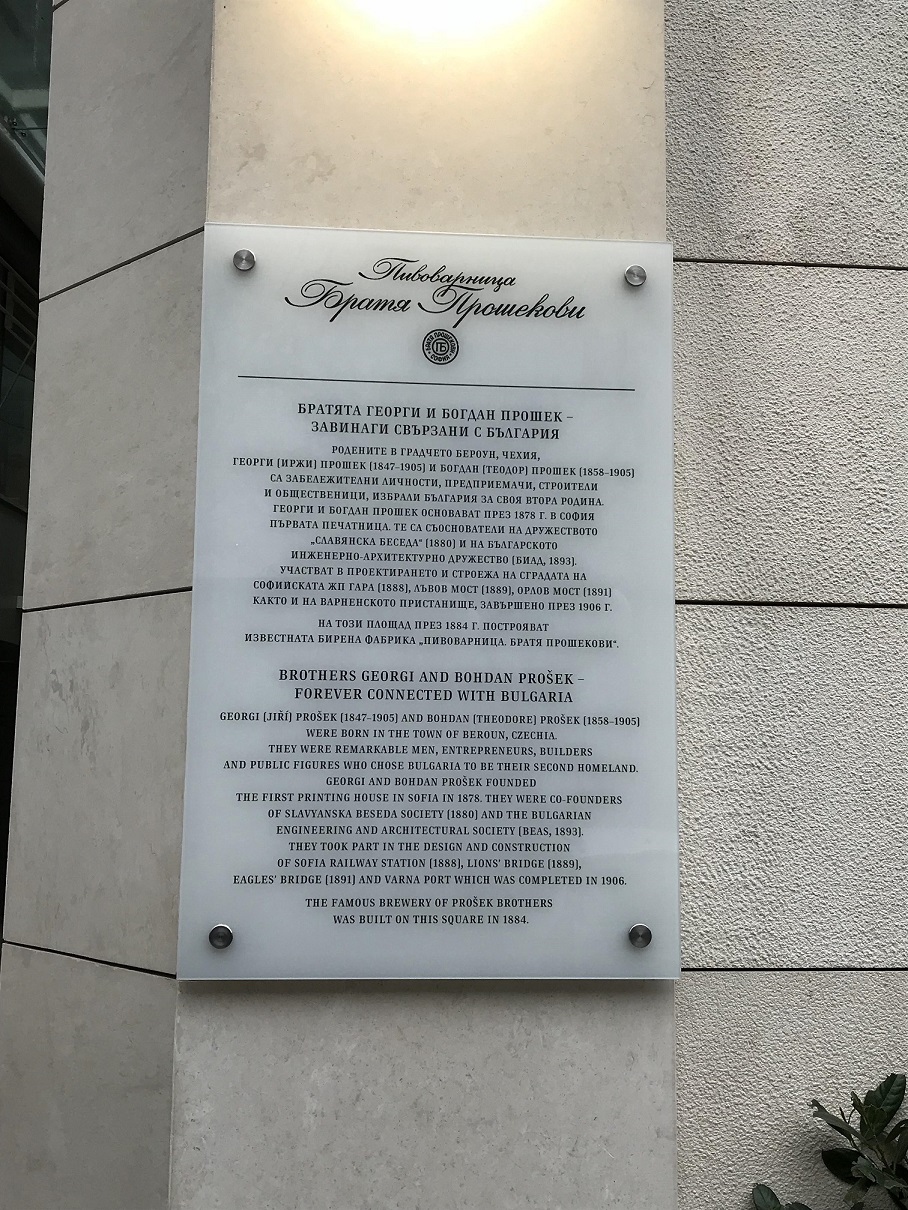 Пивоварница
Братя Прошекови
БРАТЯ ПРОШЕКОВИ
СОФИЯ
ПБ
БРАТЯТА ГЕОРГИ И БОГДАН ПРОШЕК –
ЗАВИНАГИ СВЪРЗАНИ С БЪЛГАРИЯ
РОДЕНИТЕ В ГРАДЧЕТО БЕРОУН, ЧЕХИЯ,
ГЕОРГИ (ИРЖИ) ПРОШЕК (1847–1905) И БОГДАН (ТЕОДОР) ПРОШЕК (1858–1905)
СА ЗАБЕЛЕЖИТЕЛНИ ЛИЧНОСТИ, ПРЕДПРИЕМАЧИ, СТРОИТЕЛИ
И ОБЩЕСТВЕНИЦИ, ИЗБРАЛИ БЪЛГАРИЯ ЗА СВОЯ ВТОРА РОДИНА.
ГЕОРГИ И БОГДАН ПРОШЕК ОСНОВАВАТ ПРЕЗ 1878 Г. В СОФИЯ
ПЪРВАТА ПЕЧАТНИЦА. ТЕ СА СЪОСНОВАТЕЛИ НА ДРУЖЕСТВОТО
„СЛАВЯНСКА БЕСЕДА“ (1880) И НА БЪЛГАРСКОТО
ИНЖЕНЕРНО-АРХИТЕКТУРНО ДРУЖЕСТВО (БИАД, 1893).
УЧАСТВАТ В ПРОЕКТИРАНЕТО И СТРОЕЖА НА СГРАДАТА НА
СОФИЙСКАТА ЖП ГАРА (1888), ЛЪВОВ МОСТ (1889), ОРЛОВ МОСТ (1891)
КАКТО И НА ВАРНЕНСКОТО ПРИСТАНИЩЕ, ЗАВЪРШЕНО ПРЕЗ 1906 Г.
НА ТОЗИ ПЛОЩАД ПРЕЗ 1884 Г. ПОСТРОЯВАТ
ИЗВЕСТНАТА БИРЕНА ФАБРИКА „ПИВОВАРНИЦА. БРАТЯ ПРОШЕКОВИ“.
BROTHERS GEORGI AND BOHDAN PROŠEK –
FOREVER CONNECTED WITH BULGARIA
GEORGI (JIŘÍ) PROŠEK (1847–1905) AND BOHDAN (THEODORE) PROŠEK (1858–1905)
WERE BORN IN THE TOWN OF BEROUN, CZECHIA.
THEY WERE REMARKABLE MEN, ENTREPRENEURS, BUILDERS
AND PUBLIC FIGURES WHO CHOSE BULGARIA TO BE THEIR SECOND HOMELAND.
GEORGI AND BOHDAN PROŠEK FOUNDED
THE FIRST PRINTING HOUSE IN SOFIA IN 1878. THEY WERE CO-FOUNDERS
OF SLAVYANSKA BESEDA SOCIETY (1880) AND THE BULGARIAN
ENGINEERING AND ARCHITECTURAL SOCIETY (BEAS, 1893).
THEY TOOK PART IN THE DESIGN AND CONSTRUCTION
OF SOFIA RAILWAY STATION (1888), LIONS' BRIDGE (1889),
EAGLES' BRIDGE (1891) AND VARNA PORT WHICH WAS COMPLETED IN 1906.
THE FAMOUS BREWERY OF PROŠEK BROTHERS
WAS BUILT ON THIS SQUARE IN 1884.